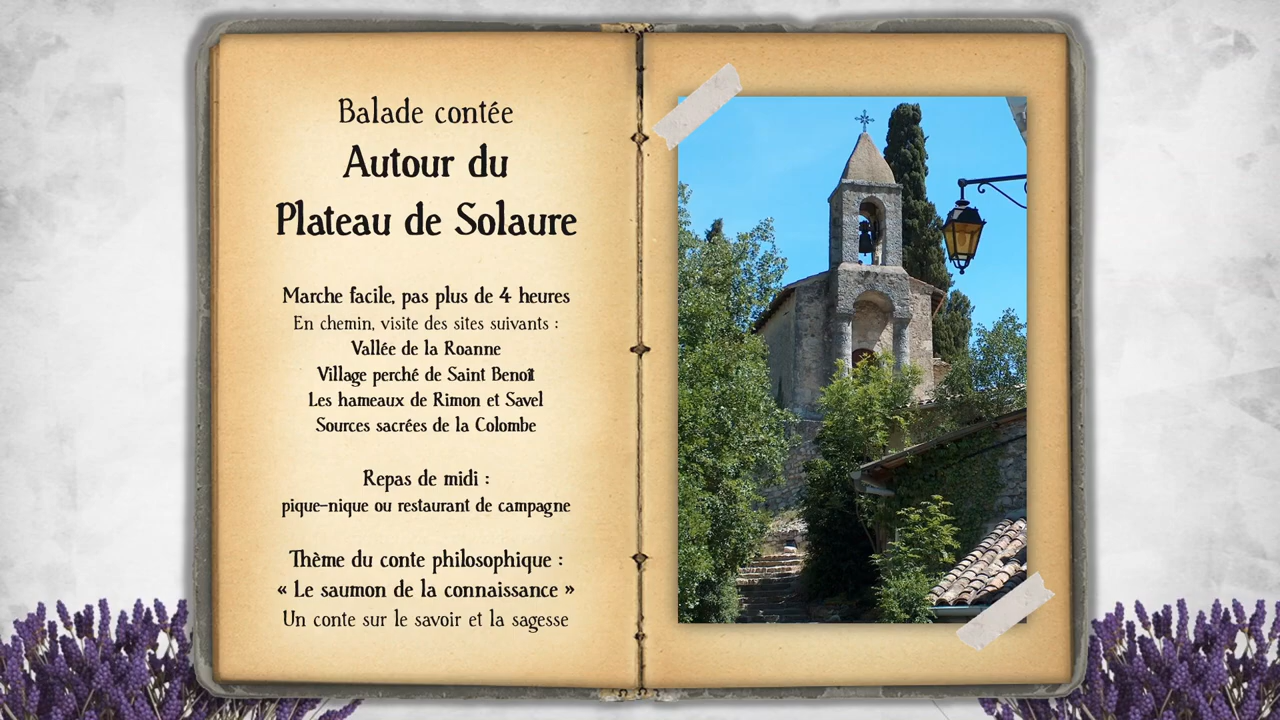 Balade contée
Autour du
Plateau de Solaure
Marche facile, pas plus de 4 heures
En chemin, visite des sites suivants :
Vallée de la Roanne
Village perché de Saint Benoît
Les hameaux de Rimon et Savel
Sources sacrées de la Colombe
Repas de midi :
pique-nique ou restaurant de campagne
Thème du conte philosophique :
« Le saumon de la connaissance »
Un conte sur le savoir et la sagesse